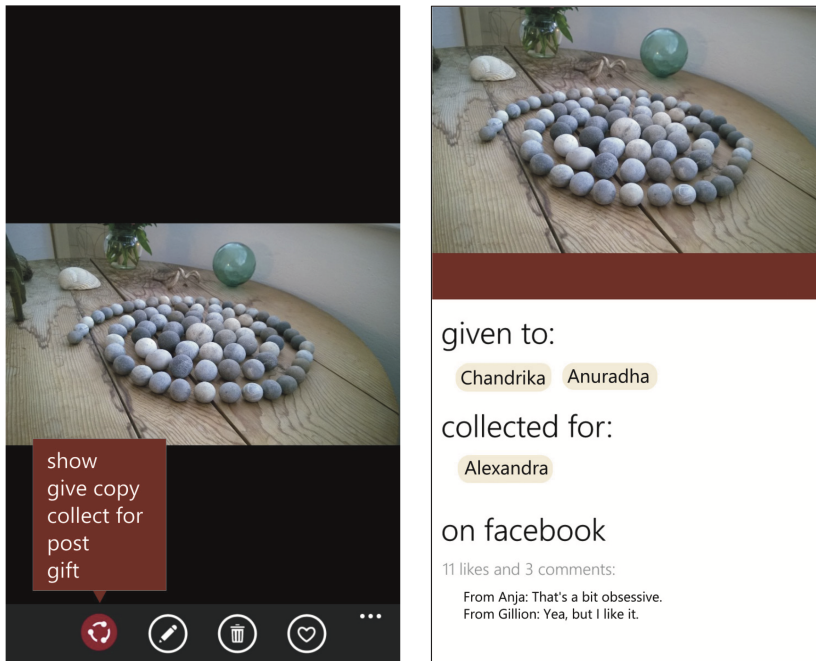 show
give copy
collect for
post
gift
given to:
Chandrika Anuradha
collected for:
Alexandra
on facebook
11 likes and 3 comments:
From Anja: That's a bit obsessive.
From Gillion: Yea, but I like it.